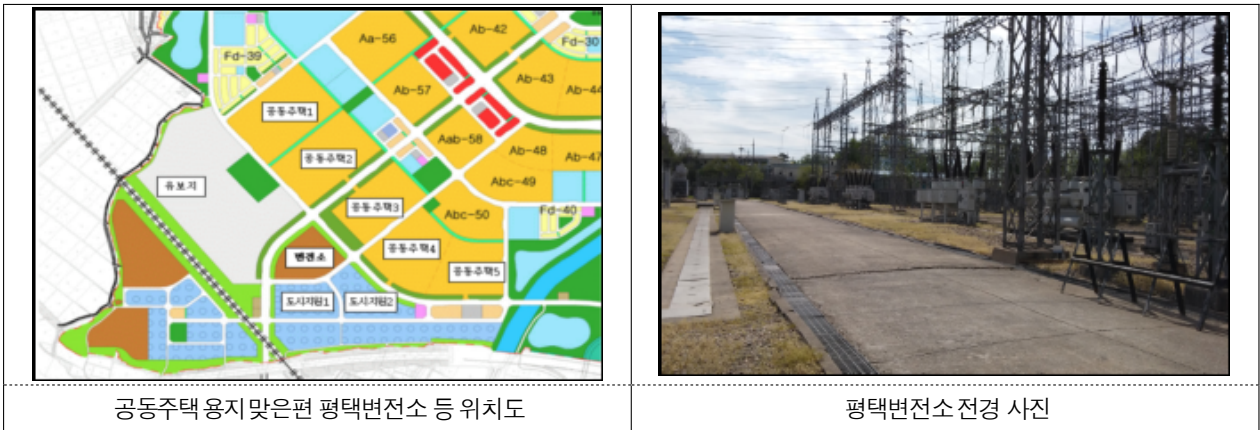 Aa-56
Ab-42
Fd-30
Fd-39
Ab-57
Ab-43
Ab-44
공동주택1
Aab-58
Ab-48
Ab-47
공동주택2
Abc-49
유보지
공동주택3
Abc-50
Fd-40
변전소
공동주택4
공동주택5
도시지원1
도시지원2
공동주택 용지 맞은편 평택변전소 등 위치도
평택변전소 전경 사진